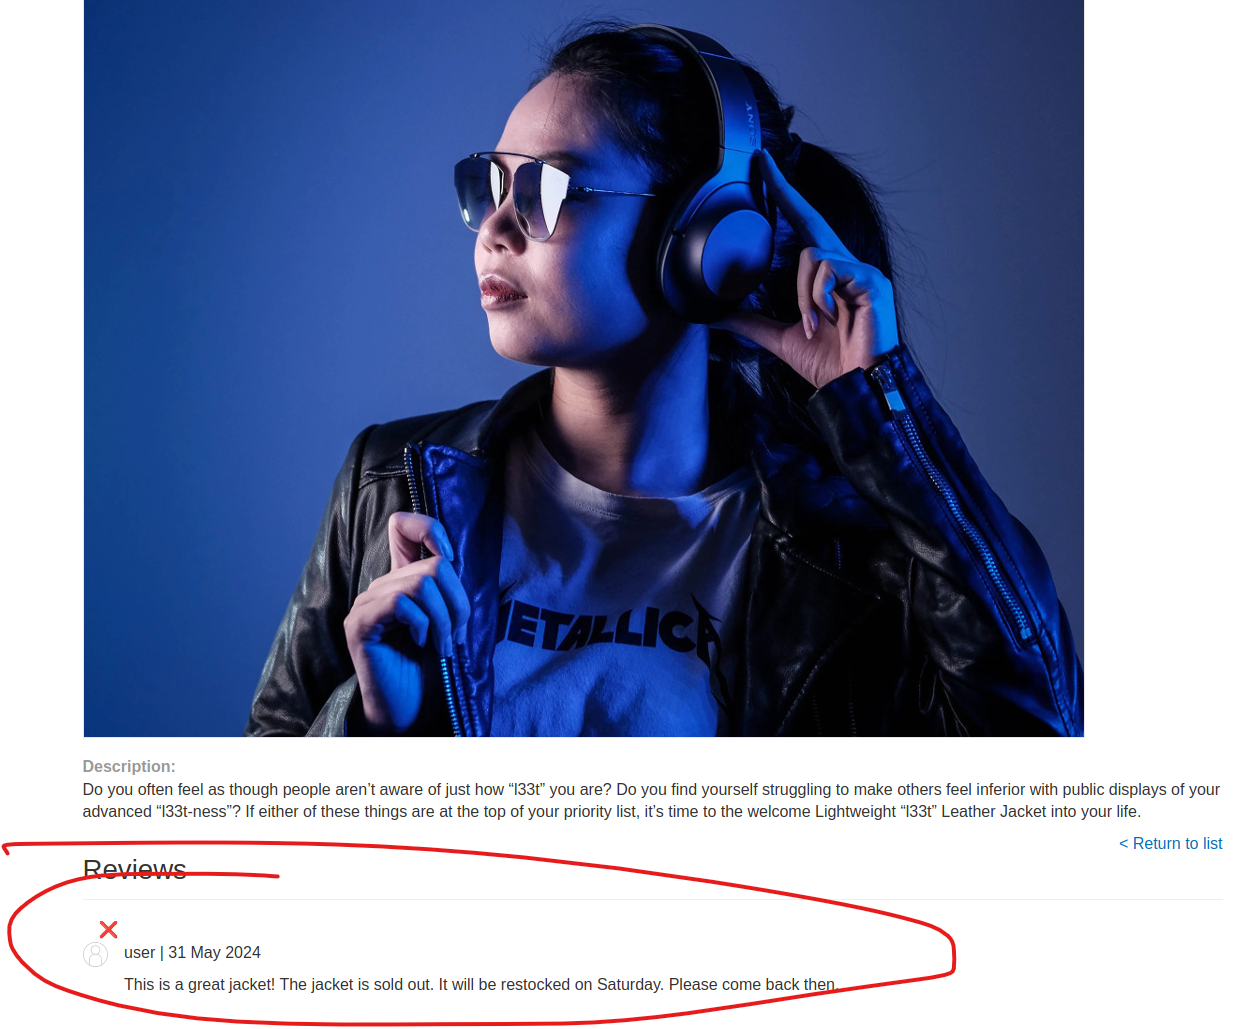 SONY
METALLICA
Description:
Do you often feel as though people aren’t aware of just how “l33t” you are? Do you find yourself struggling to make others feel inferior with public displays of your
advanced “l33t-ness”? If either of these things are at the top of your priority list, it’s time to the welcome Lightweight “l33t” Leather Jacket into your life.
< Return to list
Reviews
user | 31 May 2024
This is a great jacket! The jacket is sold out. It will be restocked on Saturday. Please come back then.